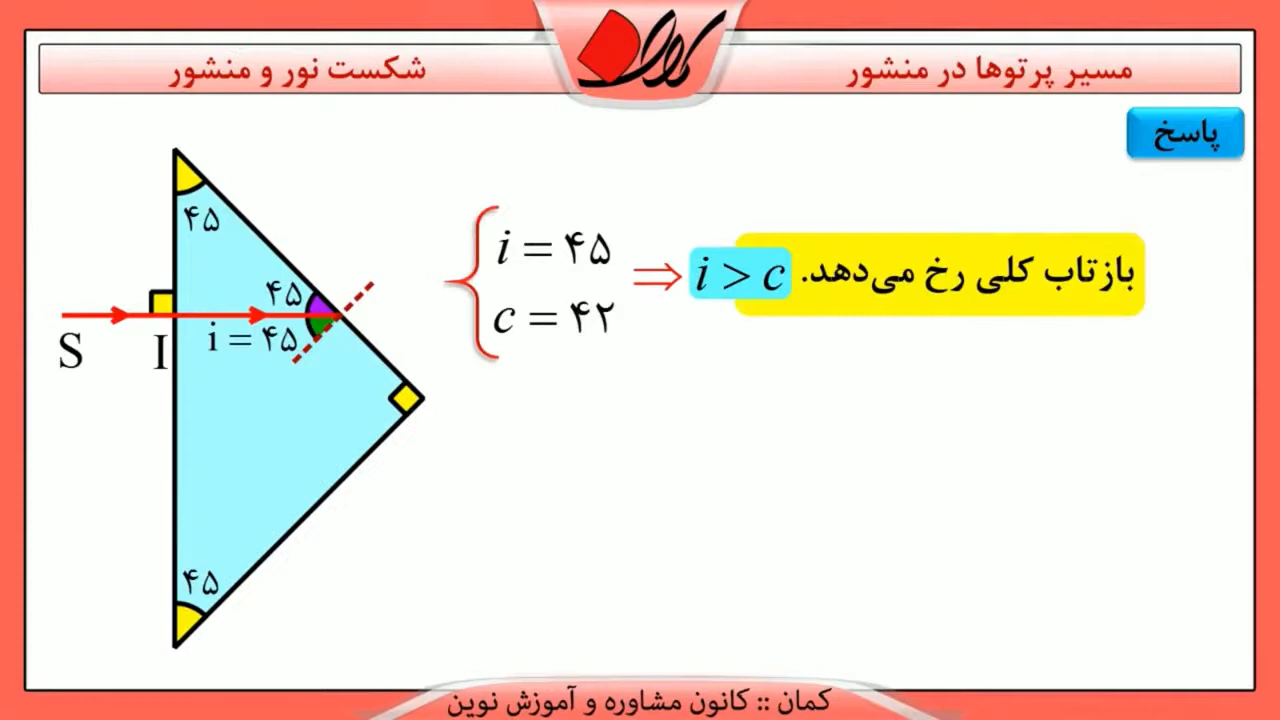 مسیر پرتوها در منشور
شکست نور و منشور
کمان
پاسخ
۴۵
۴۵
i = ۴۵
S
I
۴۵
i = ۴۵
c = ۴۲
⇒ i > c
بازتاب کلی رخ می‌دهد.
کمان :: کانون مشاوره و آموزش نوین